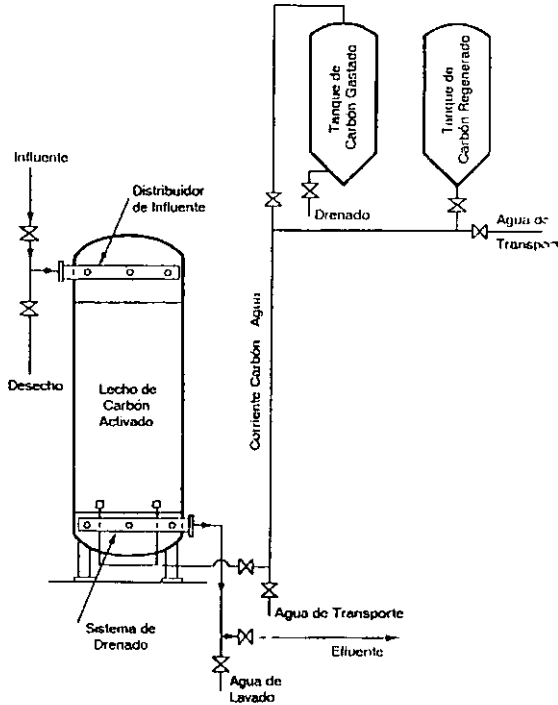 Tanque de
Carbón Gastado
Tanque de
Carbón Regenerado
Influente
Distribuidor
de Influente
Drenado
Agua de
Transporte
Corriente Carbón Agua
Desecho
Lecho de
Carbón
Activado
Agua de Transporte
Sistema de
Drenado
Efluente
Agua de
Lavado